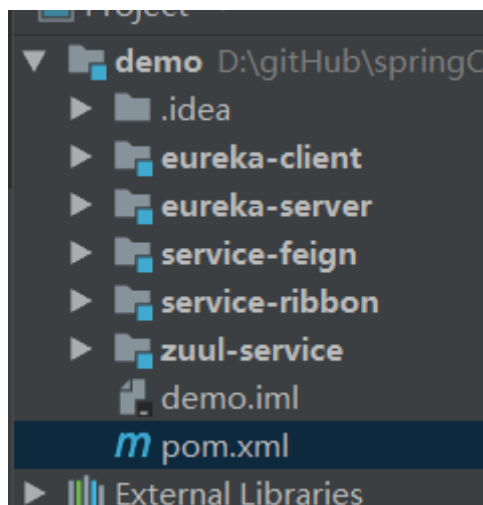 Project
demo D:\gitHub\springC
.idea
eureka-client
eureka-server
service-feign
service-ribbon
zuul-service
demo.iml
pom.xml
External Libraries